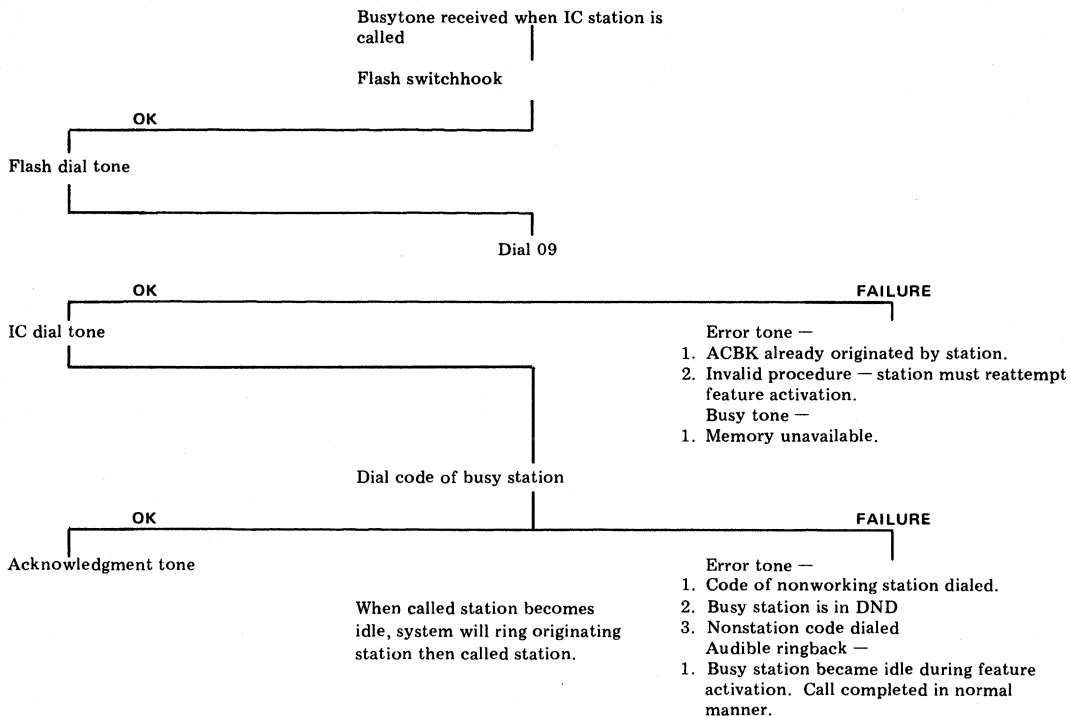 Busytone received when IC station is
called
Flash switchhook
OK
Flash dial tone
Dial 09
OK
FAILURE
IC dial tone
Error tone —
1. ACBK already originated by station.
2. Invalid procedure — station must reattempt
feature activation.
Busy tone —
1. Memory unavailable.
Dial code of busy station
OK
FAILURE
Acknowledgment tone
When called station becomes
idle, system will ring originating
station then called station.
Error tone —
1. Code of nonworking station dialed.
2. Busy station is in DND
3. Nonstation code dialed
Audible ringback —
1. Busy station became idle during feature
activation. Call completed in normal
manner.